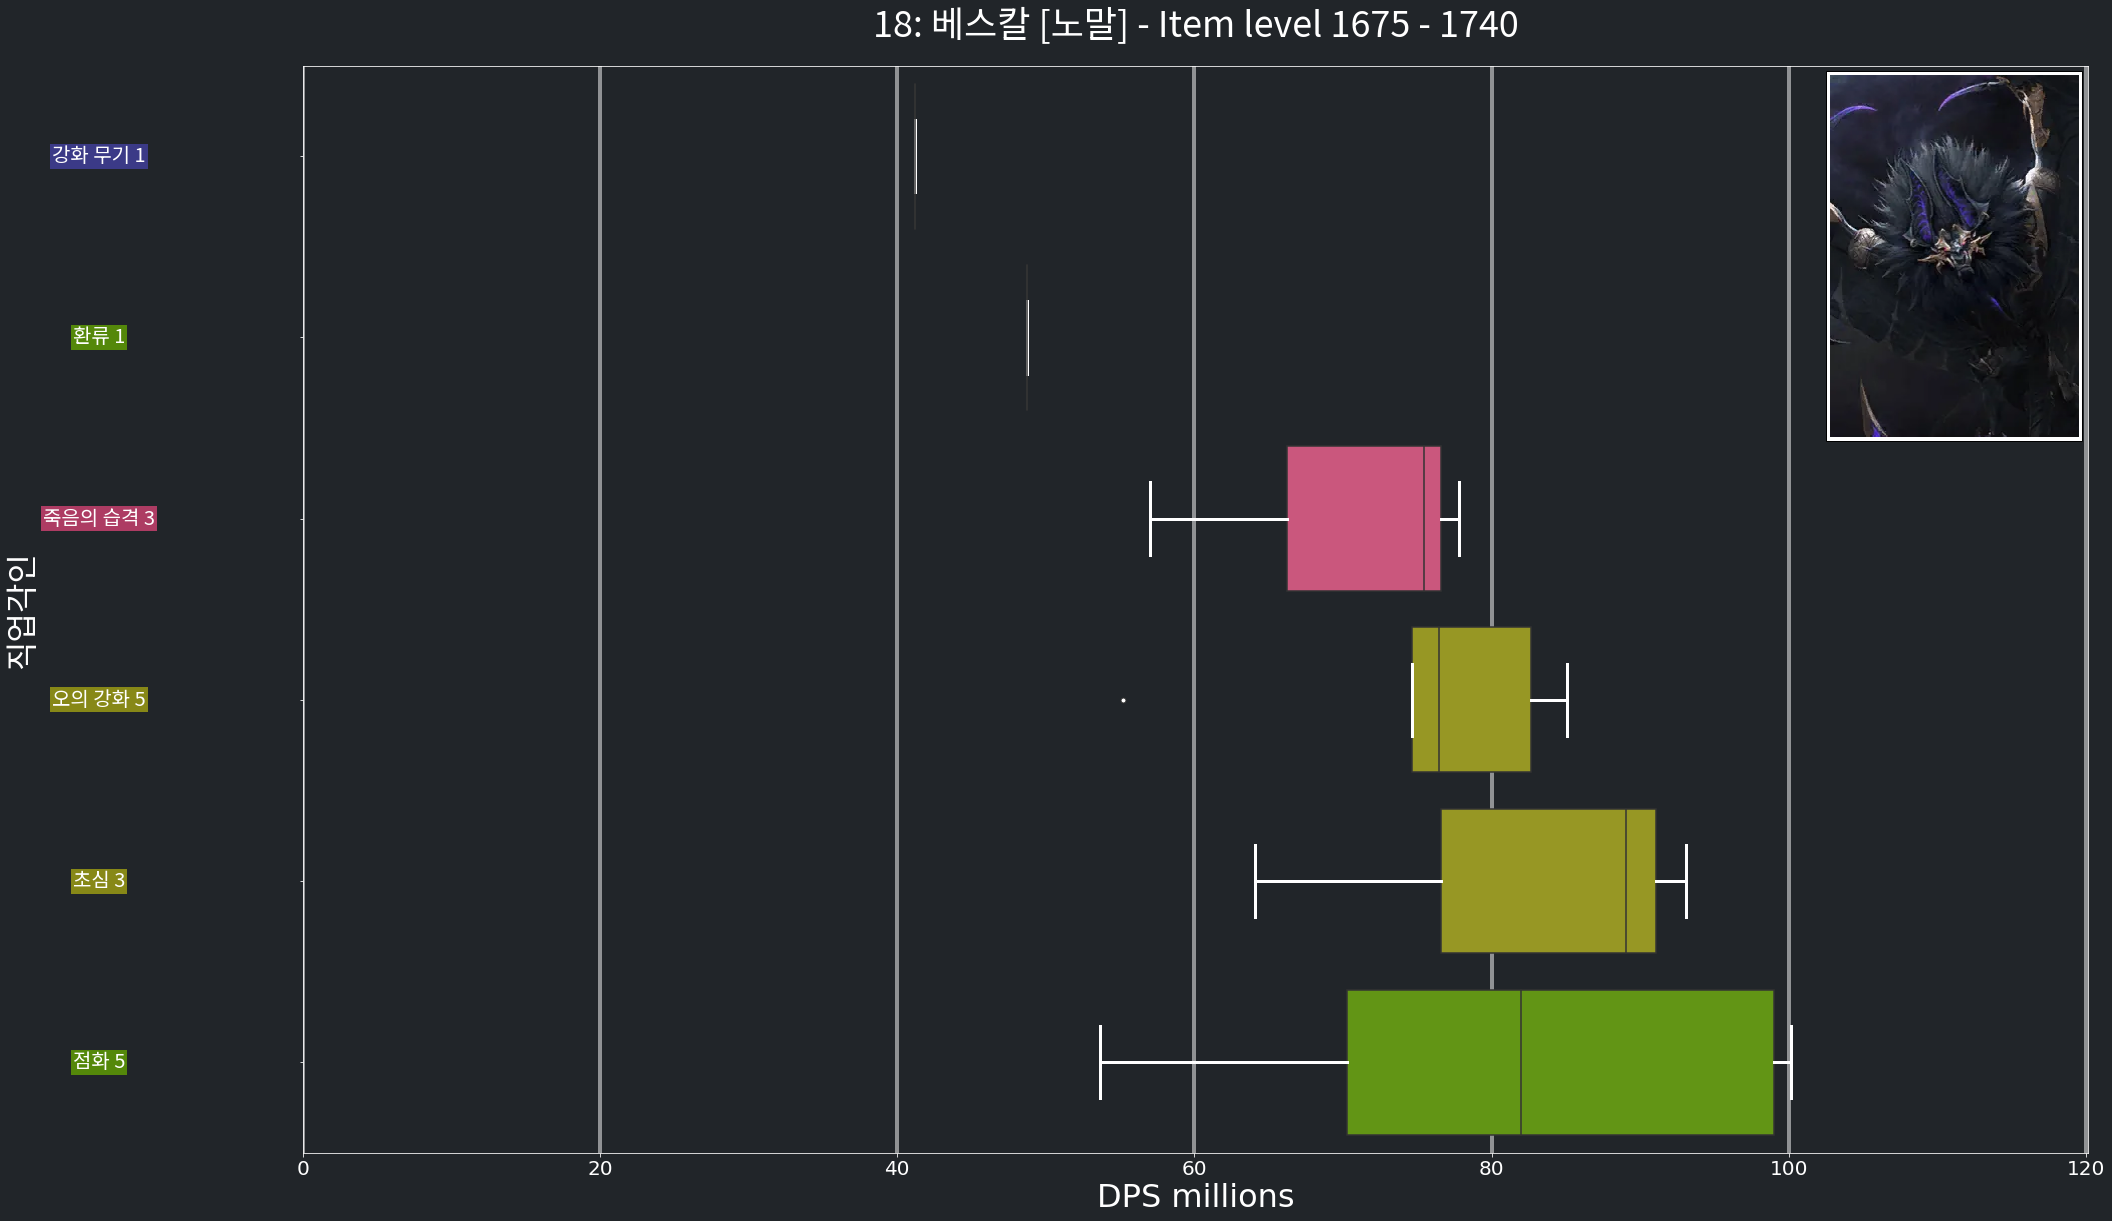 18: 베스칼 [노말] - Item level 1675 - 1740
강화 무기 1
환류 1
죽음의 습격 3
직업각인
오의 강화 5
초심 3
점화 5
0 20 40 60 80 100 120
DPS millions